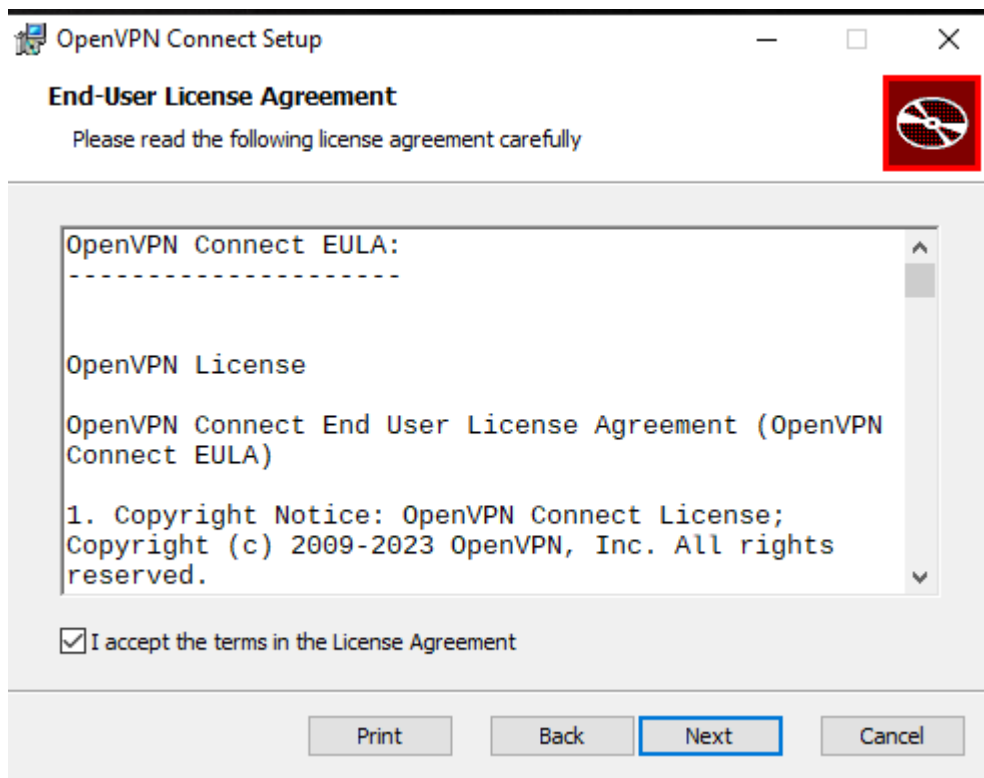 OpenVPN Connect Setup
End-User License Agreement
Please read the following license agreement carefully
OpenVPN Connect EULA:
---------------------
OpenVPN License
OpenVPN Connect End User License Agreement (OpenVPN
Connect EULA)
1. Copyright Notice: OpenVPN Connect License;
Copyright (c) 2009-2023 OpenVPN, Inc. All rights
reserved.
I accept the terms in the License Agreement
Print Back Next Cancel